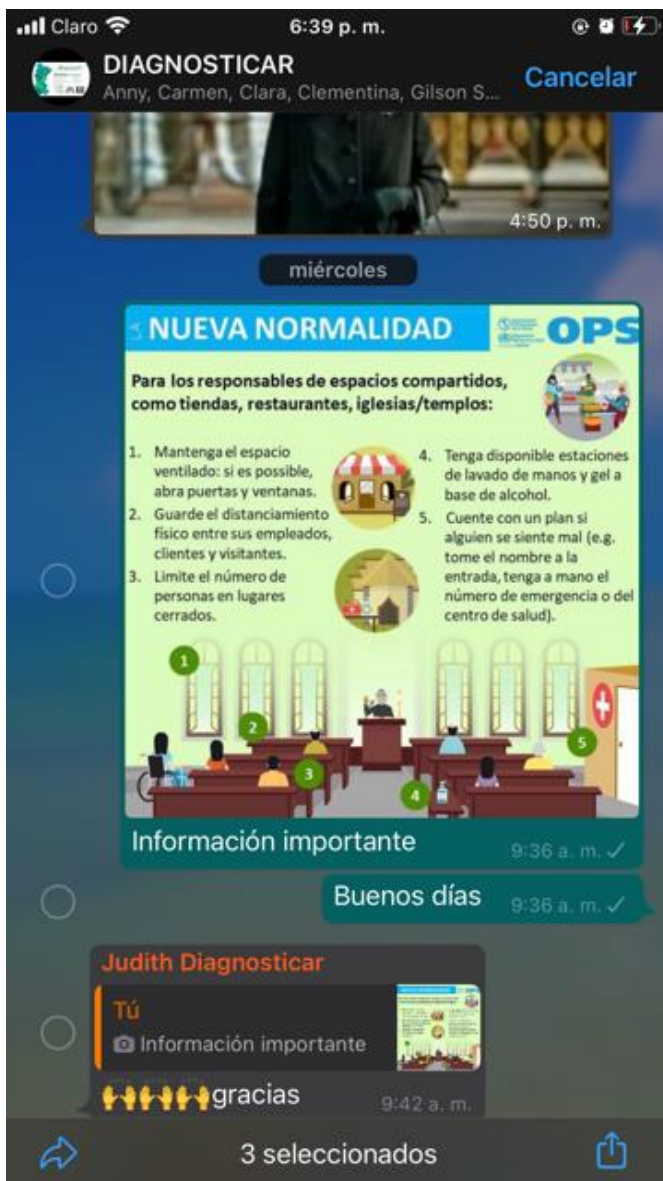 Claro
6:39 p. m.
DIAGNOSTICAR
Anny, Carmen, Clara, Clementina, Gilson S...
Cancelar
4:50 p. m.
miércoles
NUEVA NORMALIDAD
OPS
Para los responsables de espacios compartidos,
como tiendas, restaurantes, iglesias/templos:
1. Mantenga el espacio
ventilado: si es possible,
abra puertas y ventanas.
2. Guarde el distanciamiento
físico entre sus empleados,
clientes y visitantes.
3. Limite el número de
personas en lugares
cerrados.
4. Tenga disponible estaciones
de lavado de manos y gel a
base de alcohol.
5. Cuente con un plan si
alguien se siente mal (e.g.
tome el nombre a la
entrada, tenga a mano el
número de emergencia o del
centro de salud).
1
2
3
4
5
Información importante
9:36 a. m.
Buenos días
9:36 a. m.
Judith Diagnosticar
Tú
Información importante
🙌🙌🙌gracias
9:42 a. m.
3 seleccionados